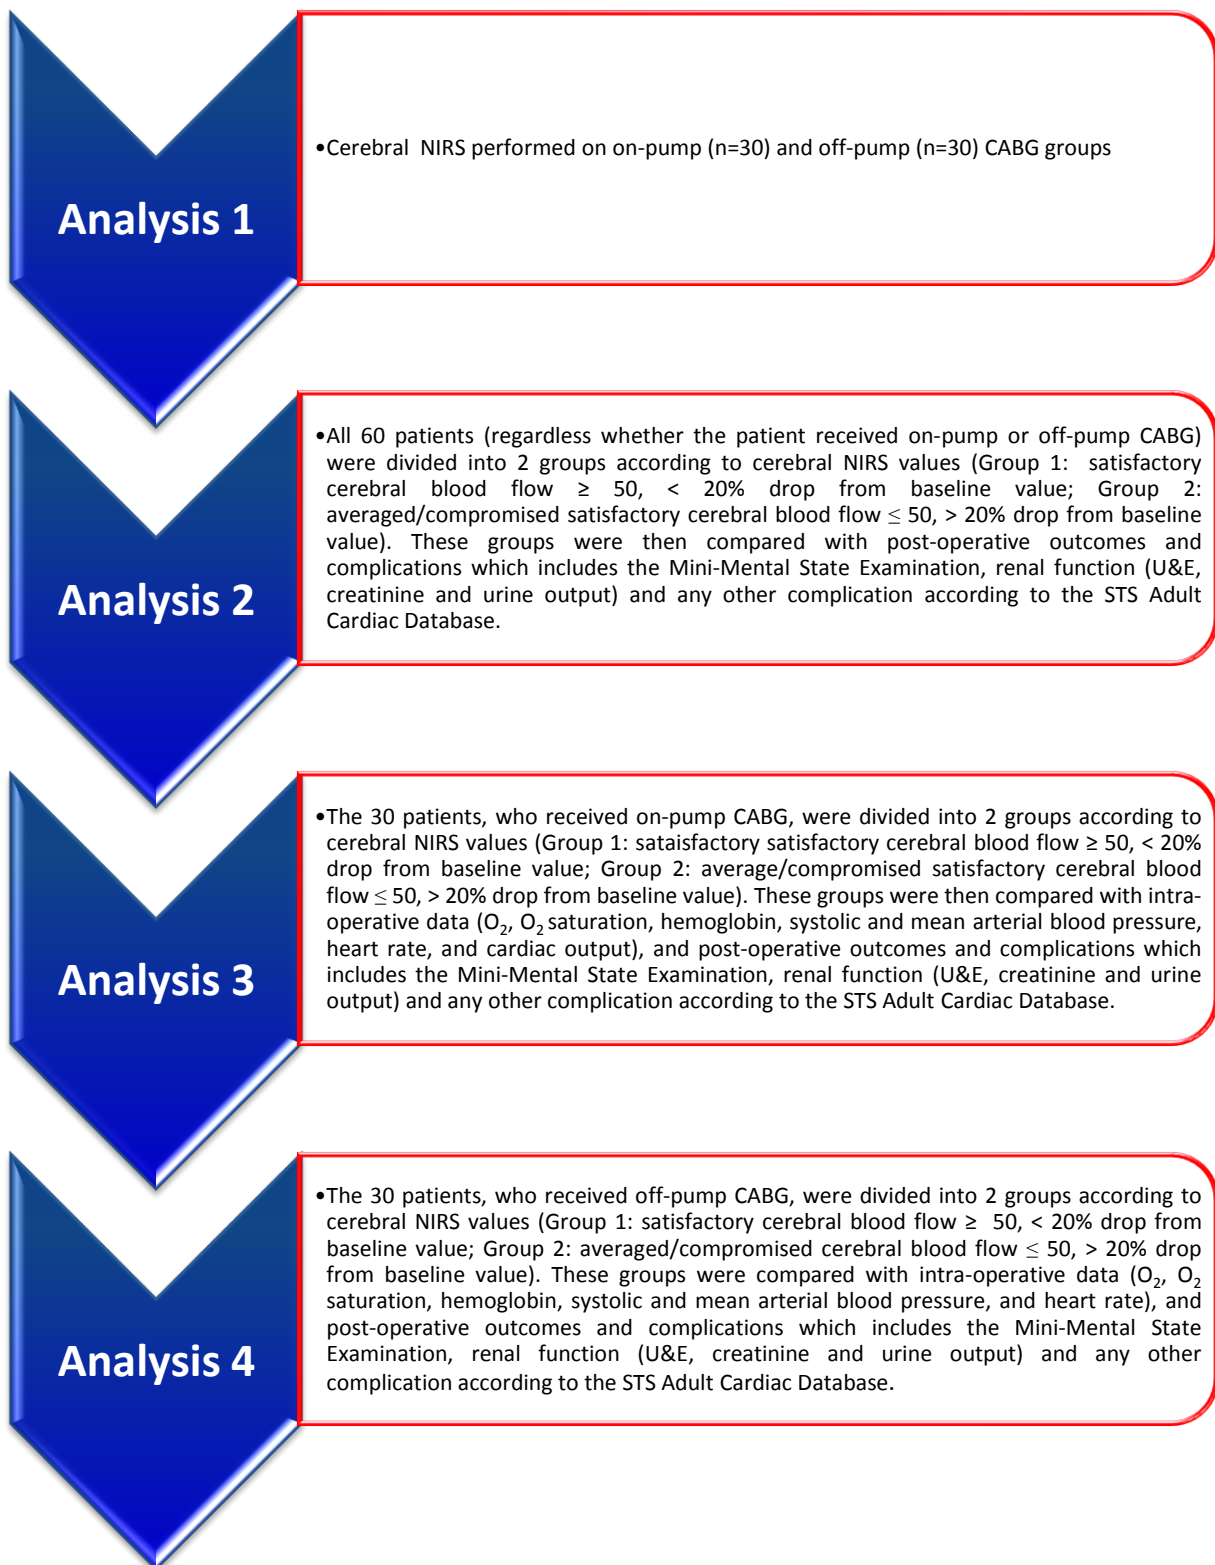 Analysis 1
•Cerebral NIRS performed on on-pump (n=30) and off-pump (n=30) CABG groups
Analysis 2
•All 60 patients (regardless whether the patient received on-pump or off-pump CABG)
were divided into 2 groups according to cerebral NIRS values (Group 1: satisfactory
cerebral blood flow ≥ 50, < 20% drop from baseline value; Group 2:
averaged/compromised satisfactory cerebral blood flow ≤ 50, > 20% drop from baseline
value). These groups were then compared with post-operative outcomes and
complications which includes the Mini-Mental State Examination, renal function (U&E,
creatinine and urine output) and any other complication according to the STS Adult
Cardiac Database.
Analysis 3
•The 30 patients, who received on-pump CABG, were divided into 2 groups according to
cerebral NIRS values (Group 1: sataisfactory satisfactory cerebral blood flow ≥ 50, < 20%
drop from baseline value; Group 2: average/compromised satisfactory cerebral blood
flow ≤ 50, > 20% drop from baseline value). These groups were then compared with intra-
operative data (O₂, O₂ saturation, hemoglobin, systolic and mean arterial blood pressure,
heart rate, and cardiac output), and post-operative outcomes and complications which
includes the Mini-Mental State Examination, renal function (U&E, creatinine and urine
output) and any other complication according to the STS Adult Cardiac Database.
Analysis 4
•The 30 patients, who received off-pump CABG, were divided into 2 groups according to
cerebral NIRS values (Group 1: satisfactory cerebral blood flow ≥ 50, < 20% drop from
baseline value; Group 2: averaged/compromised cerebral blood flow ≤ 50, > 20% drop
from baseline value). These groups were compared with intra-operative data (O₂, O₂
saturation, hemoglobin, systolic and mean arterial blood pressure, and heart rate), and
post-operative outcomes and complications which includes the Mini-Mental State
Examination, renal function (U&E, creatinine and urine output) and any other
complication according to the STS Adult Cardiac Database.